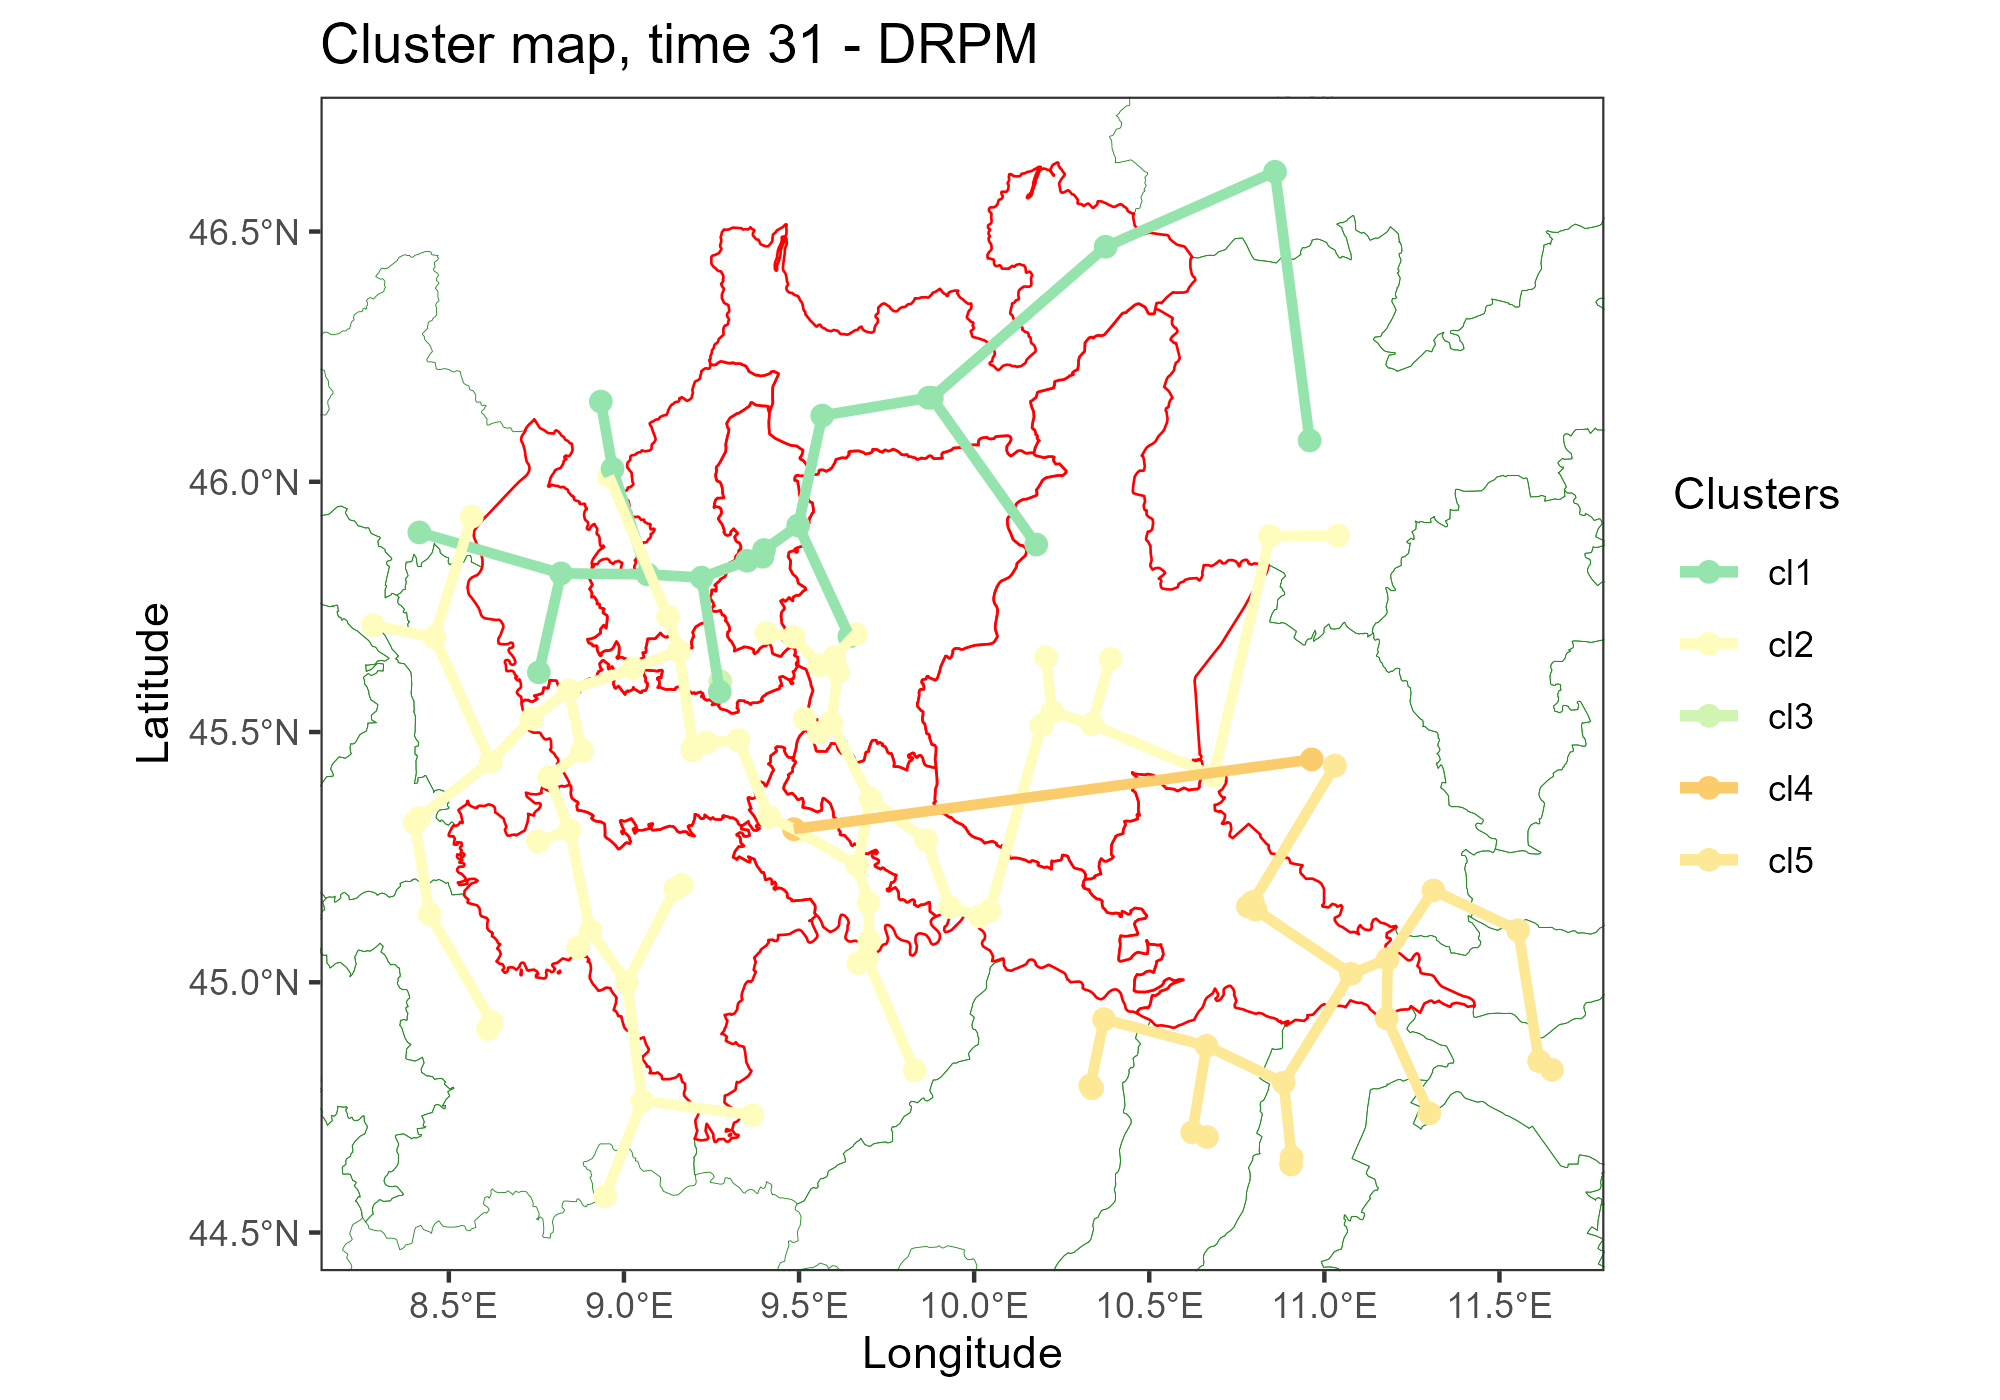 Cluster map, time 31 - DRPM
46.5°N
46.0°N
45.5°N
45.0°N
44.5°N
Latitude
8.5°E 9.0°E 9.5°E 10.0°E 10.5°E 11.0°E 11.5°E
Longitude
Clusters
cl1
cl2
cl3
cl4
cl5